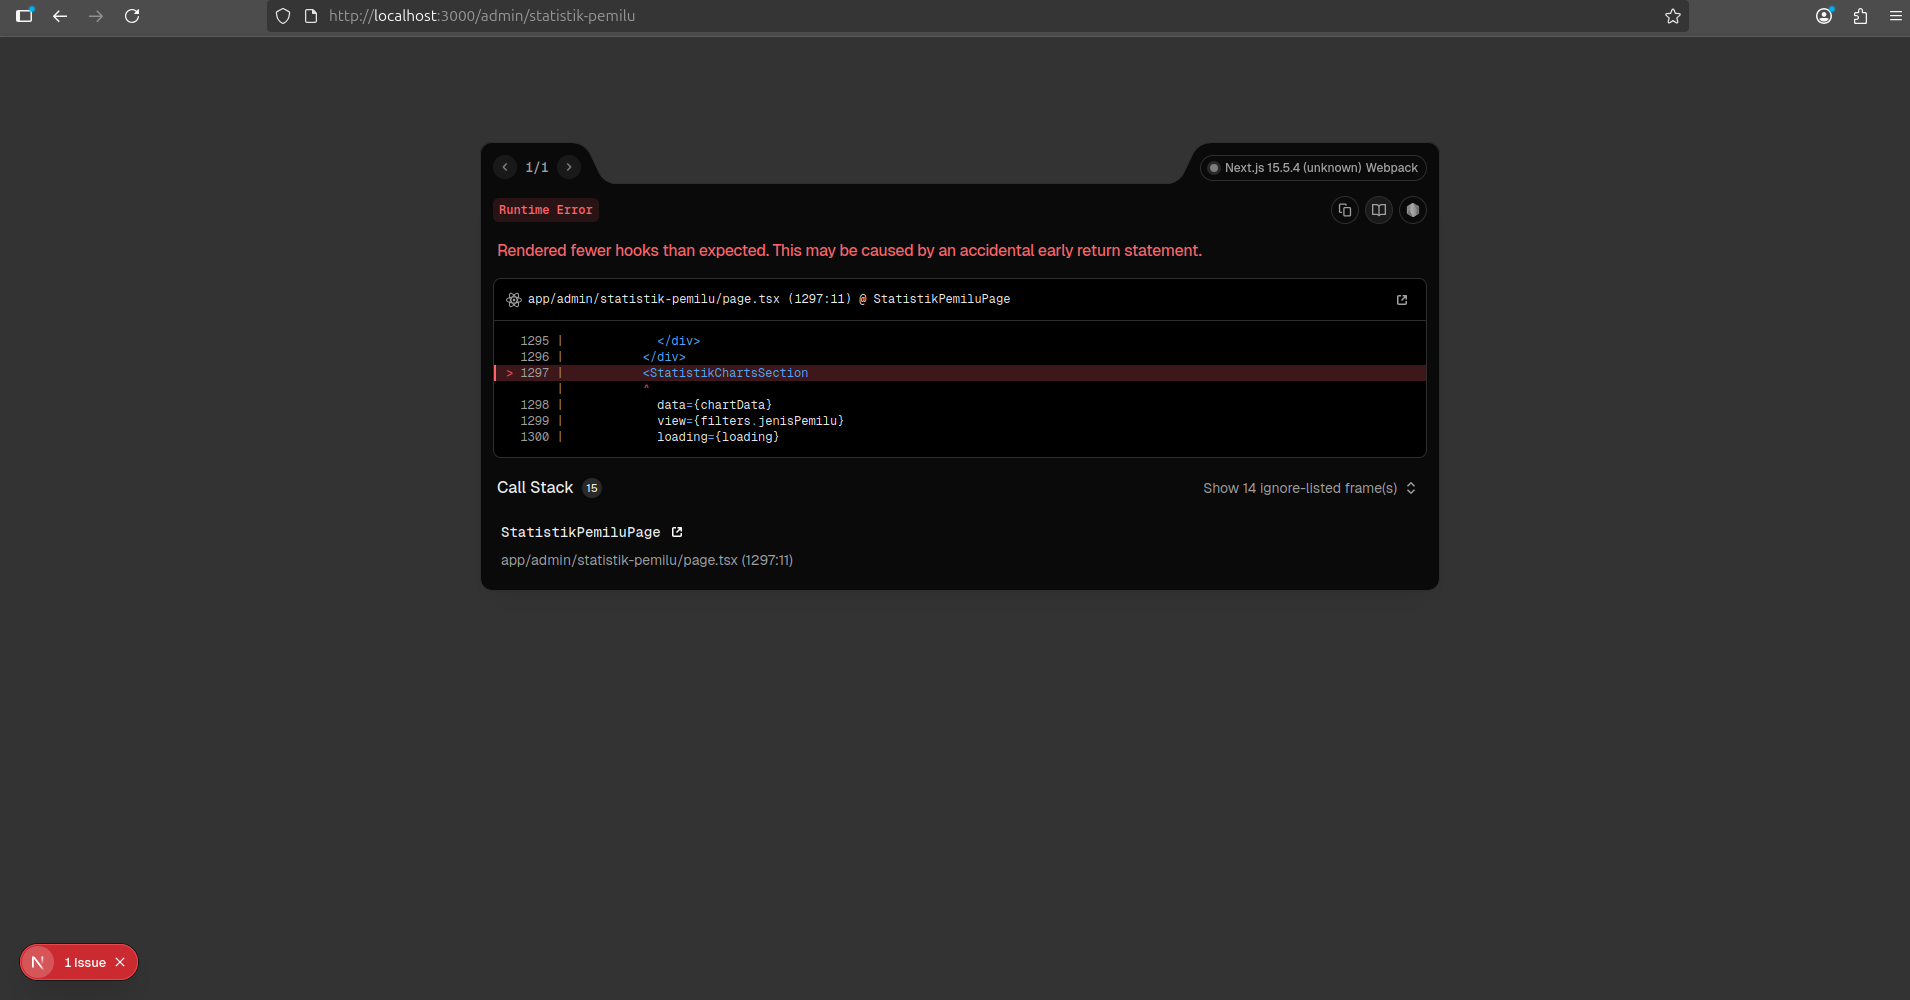 http://localhost:3000/admin/statistik-pemilu
1/1
Next.js 15.5.4 (unknown) Webpack
Runtime Error
Rendered fewer hooks than expected. This may be caused by an accidental early return statement.
app/admin/statistik-pemilu/page.tsx (1297:11) @ StatistikPemiluPage
1295 | </div>
1296 | </div>
> 1297 | <StatistikChartsSection
| ^
1298 | data={chartData}
1299 | view={filters.jenisPemilu}
1300 | loading={loading}
Call Stack 15
Show 14 ignore-listed frame(s)
StatistikPemiluPage
app/admin/statistik-pemilu/page.tsx (1297:11)
N 1 Issue